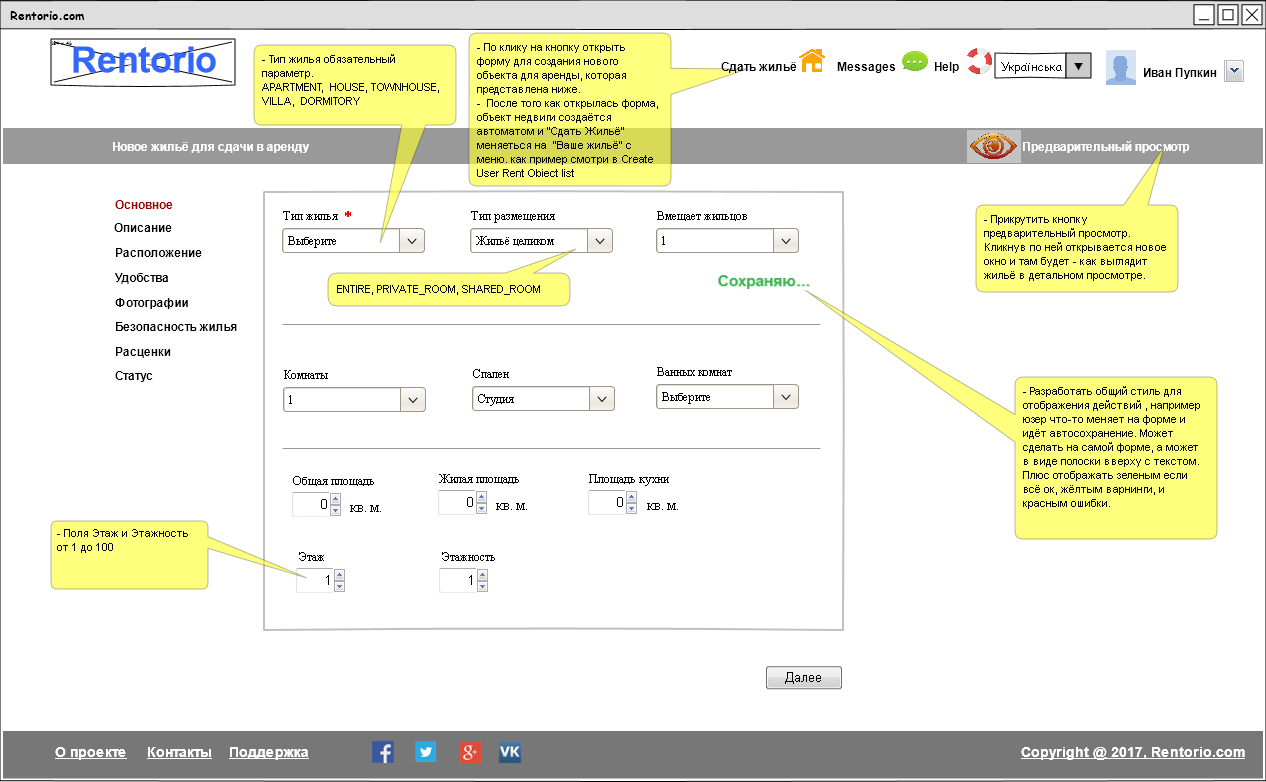 Rentorio.com
Rentorio
- Тип жилья обязательный
параметр.
APARTMENT, HOUSE, TOWNHOUSE,
VILLA, DORMITORY
- По клику на кнопку открыть
форму для создания нового
объекта для аренды, которая
представлена ниже.
- После того как открылась форма,
объект недвиги создаётся
автоматом и "Сдать Жильё"
меняеться на "Ваше жильё" с
меню. как пример смотри в Create
User Rent Object list
Сдать жильё
Messages
Help
Українська
Иван Пупкин
Новое жильё для сдачи в аренду
Предварительный просмотр
- Прикрутить кнопку
предварительный просмотр.
Кликнув по ней открывается новое
окно и там будет - как выглядит
жильё в детальном просмотре.
Основное
Описание
Расположение
Удобства
Фотографии
Безопасность жилья
Расценки
Статус
Тип жилья *
Выберите
Тип размещения
Жильё целиком
Вмещает жильцов
1
ENTIRE, PRIVATE_ROOM, SHARED_ROOM
Сохраняю...
Комнаты
1
Спален
Студия
Ванных комнат
Выберите
- Разработать общий стиль для
отображения действий , например
юзер что-то меняет на форме и
идёт автосохранение. Может
сделать на самой форме, а может
в виде полоски вверху с текстом.
Плюс отображать зеленым если
всё ок, жёлтым варнинги, и
красным ошибки.
Общая площадь
0 кв. м.
Жилая площадь
0 кв. м.
Площадь кухни
0 кв. м.
- Поля Этаж и Этажность
от 1 до 100
Этаж
1
Этажность
1
Далее
О проекте Контакты Поддержка
Copyright @ 2017, Rentorio.com